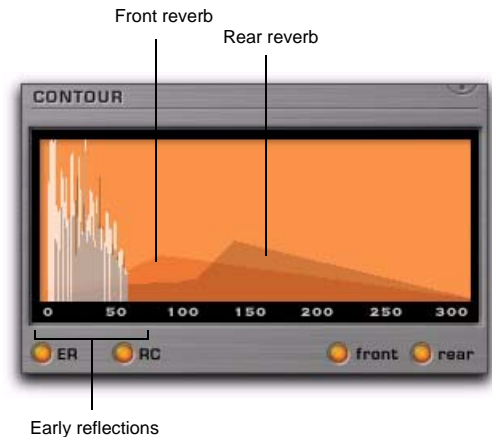 Front reverb
Rear reverb
CONTOUR
0 50 100 150 200 250 300
ER RC front rear
Early reflections